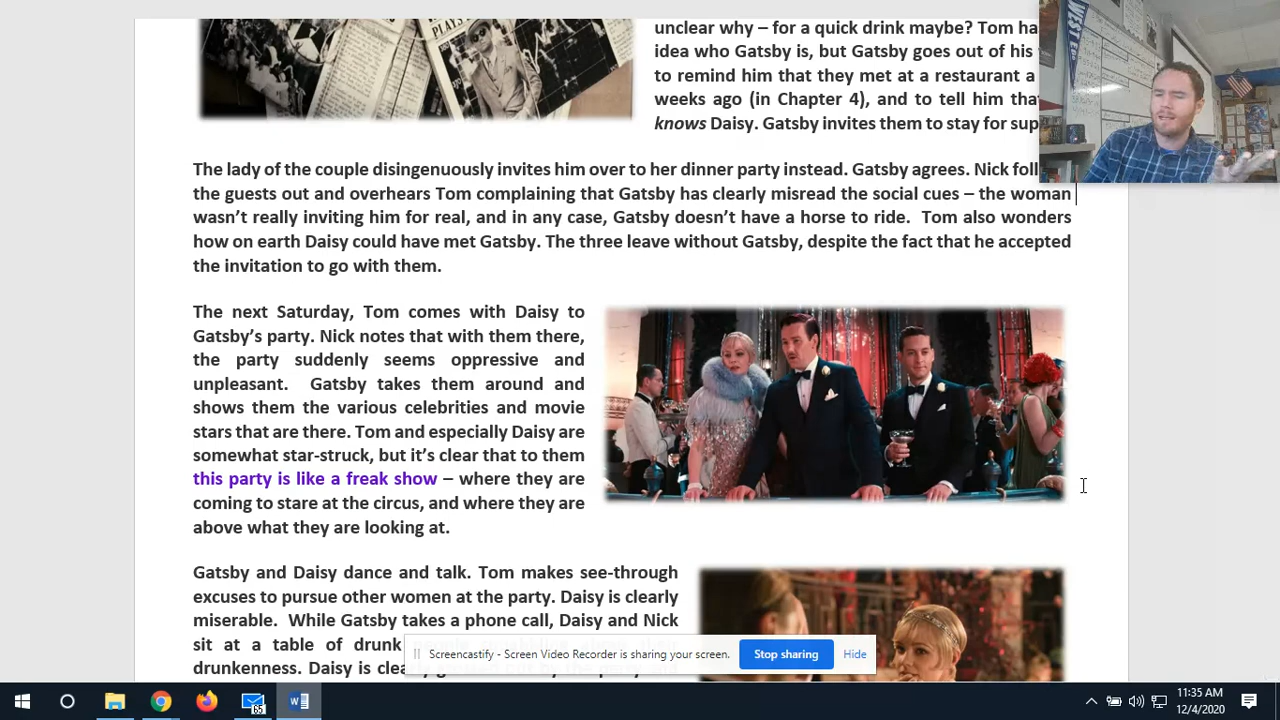 PLAYS
unclear why – for a quick drink maybe? Tom ha
idea who Gatsby is, but Gatsby goes out of his
to remind him that they met at a restaurant a
weeks ago (in Chapter 4), and to tell him tha
knows Daisy. Gatsby invites them to stay for sup
WEST
The lady of the couple disingenuously invites him over to her dinner party instead. Gatsby agrees. Nick foll
the guests out and overhears Tom complaining that Gatsby has clearly misread the social cues – the woman
wasn't really inviting him for real, and in any case, Gatsby doesn't have a horse to ride. Tom also wonders
how on earth Daisy could have met Gatsby. The three leave without Gatsby, despite the fact that he accepted
the invitation to go with them.
The next Saturday, Tom comes with Daisy to
Gatsby's party. Nick notes that with them there,
the party suddenly seems oppressive and
unpleasant. Gatsby takes them around and
shows them the various celebrities and movie
stars that are there. Tom and especially Daisy are
somewhat star-struck, but it's clear that to them
this party is like a freak show – where they are
coming to stare at the circus, and where they are
above what they are looking at.
Gatsby and Daisy dance and talk. Tom makes see-through
excuses to pursue other women at the party. Daisy is clearly
miserable. While Gatsby takes a phone call, Daisy and Nick
sit at a table of drunk
drunkenness. Daisy is clea
Screencastify - Screen Video Recorder is sharing your screen.
Stop sharing
Hide
65
11:35 AM
12/4/2020